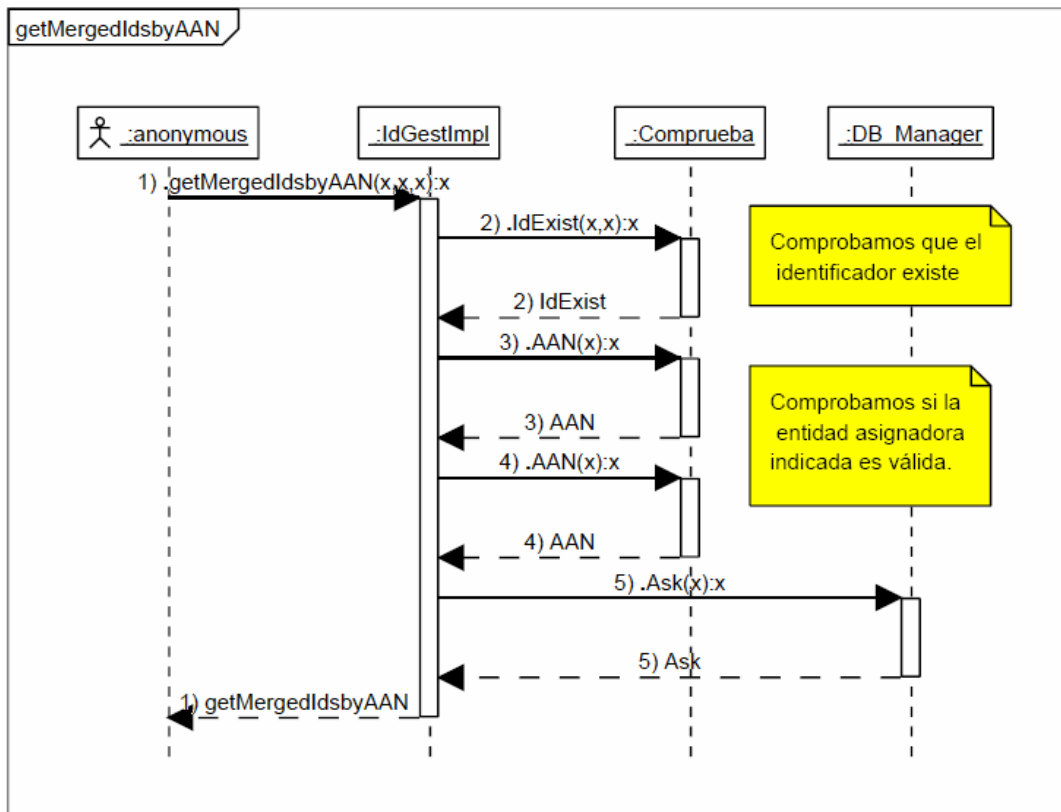 getMergedIdsbyAAN
_:anonymous
_:IdGestImpl
_:Comprueba
_:DB_Manager
1) .getMergedIdsbyAAN(x,x,x):x
2) .IdExist(x,x):x
Comprobamos que el
identificador existe
2) IdExist
3) .AAN(x):x
Comprobamos si la
entidad asignadora
indicada es válida.
3) AAN
4) .AAN(x):x
4) AAN
5) .Ask(x):x
5) Ask
1) getMergedIdsbyAAN